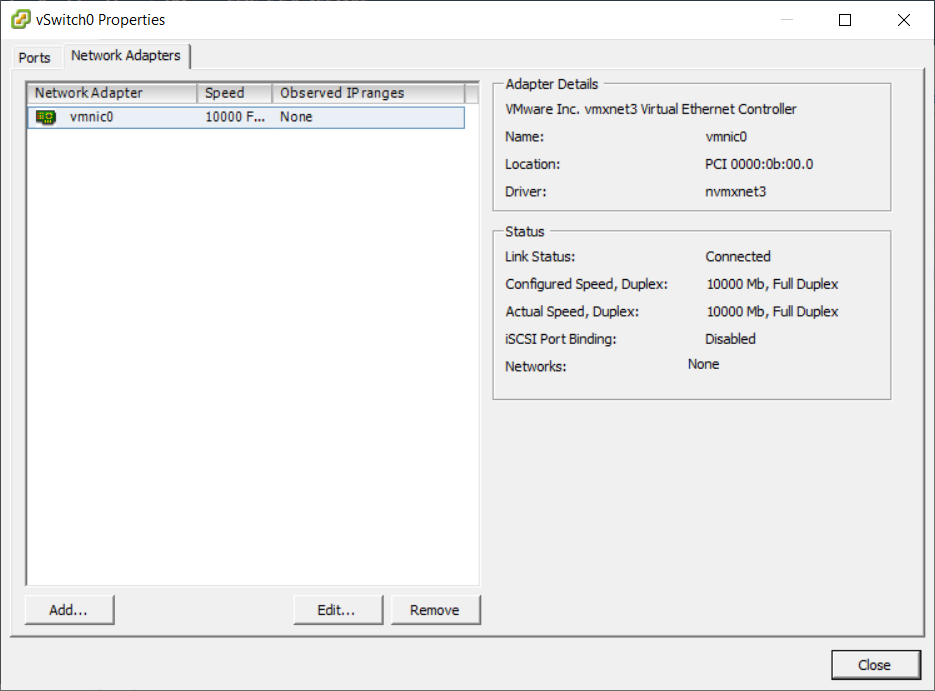 vSwitch0 Properties
Ports
Network Adapters
Network Adapter Speed Observed IP ranges
vmnic0 10000 F... None
Adapter Details
VMware Inc. vmxnet3 Virtual Ethernet Controller
Name: vmnic0
Location: PCI 0000:0b:00.0
Driver: nvmxnet3
Status
Link Status: Connected
Configured Speed, Duplex: 10000 Mb, Full Duplex
Actual Speed, Duplex: 10000 Mb, Full Duplex
iSCSI Port Binding: Disabled
Networks: None
Add... Edit... Remove
Close